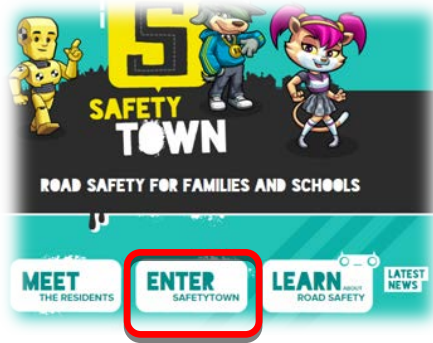 S
SAFETY
TOWN
ROAD SAFETY FOR FAMILIES AND SCHOOLS
MEET
THE RESIDENTS
ENTER
SAFETYTOWN
LEARN ABOUT
ROAD SAFETY
LATEST
NEWS